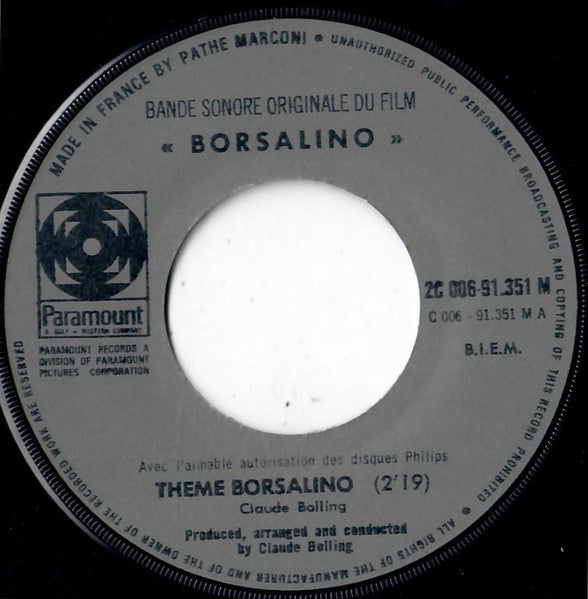 MADE IN FRANCE BY PATHE MARCONI • UNAUTHORIZED PUBLIC PERFORMANCE BROADCASTING AND COPYING OF THIS RECORD PROHIBITED • ALL RIGHTS OF THE MANUFACTURER AND OF THE OWNER OF THE RECORDED WORK ARE RESERVED
BANDE SONORE ORIGINALE DU FILM
« BORSALINO »
2C 006-91.351 M
C 006 - 91.351 M A
Paramount
A GULF + WESTERN COMPANY
B.I.E.M.
PARAMOUNT RECORDS A
DIVISION OF PARAMOUNT
PICTURES CORPORATION
Avec l'aimable autorisation des disques Philips
THEME BORSALINO (2'19)
Claude Bolling
Produced, arranged and conducted
by Claude Bolling